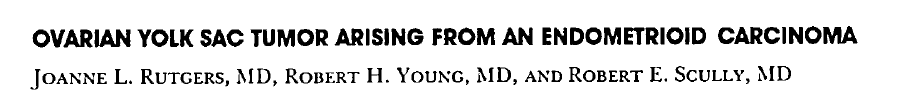 OVARIAN YOLK SAC TUMOR ARISING FROM AN ENDOMETRIOID CARCINOMA
JOANNE L. RUTGERS, MD, ROBERT H. YOUNG, MD, AND ROBERT E. SCULLY, MD